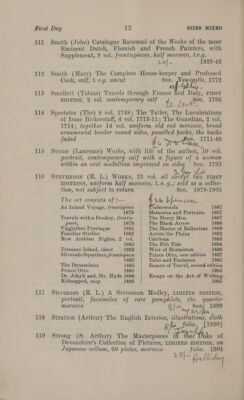 First Day 12 SIZES MIXED
111 Smith (John) Catalogue Raisonné of the Works of the most
Eminent Dutch, Flemish and French Painters, with
Supplement, 9 vol. frontispieces, half morocco, t.e.g.
1829-42
112 Smith (Mary) The Complete House-keeper and Professed
Cook, calf, t. e. g. uncut 8vo. Newcastle, 1772
113 Smollett (Tobias) Travels through France and Italy, FIRST
EDITION, 2 vol. contemporary calf 8vo. 1766
114 Spectator (The) 8 vol. 1748; The Tatler, The Lucubrations
of Isaac Bickerstaff, 4 vol. 1713-11; The Guardian, 2 vol.
1714; together 14 vol. uniform old red morocco, neat
ornamental border round sides, panelled backs, the backs
faded 8vo. 1711-48
115 Sterne (Laurence) Works, with life of the author, 10 vol.
portrait, contemporary calf with a figure of a woman
within an oval medallion impressed on sides 8vo. 1793
116 STEVENSON (R. L.) WORKS, 25 vol. all except two FIRST
EDITIONS, uniform half morocco, t. e. g.; sold as a collec-
tion, not subject to return 8vo. 1878-1905
The set consists of:—
An Inland Voyage, frontispiece 1878
Travels with a Donkey, frontis-
piece,
Virginibus Puerisque 1881
Familiar Studies 1882
New Arabian Nights, 2 vol.
Treasure Island, chart 1883
Silverado Squatters, frontispiece
The Dynamiters 1885
Prince Otto 1885
Dr. Jekyll and Mr. Hyde 1886
Kidnapped, map 1886
Underwoods 1887
Memories and Portraits 1887
The Merry Men 1887
The Black Arrow
The Master of Ballantrae 1889
Across the Plains 1892
Catriona 1893
The Ebb Tide 1894
Weir of Hermiston 1896
Prince Otto, new edition
Tales and Fantasies 1905
Essays of Travel, second edition
Essays on the Art of Writing
117 STEVENSON (R. L.) A Stevenson Medley, LIMITED EDITION,
portrait, facsimiles of rare pamphlets, etc. quarter
morocco 8vo. 1899
118 Stratton (Arthur) The English Interior, illustrations, cloth
folio, [1920]
119 Strong (S. Arthur) The Masterpieces in the Duke of
Devonshire's Collection of Pictures, LIMITED EDITION, on
Japanese vellum, 60 plates, morocco folio, 1901